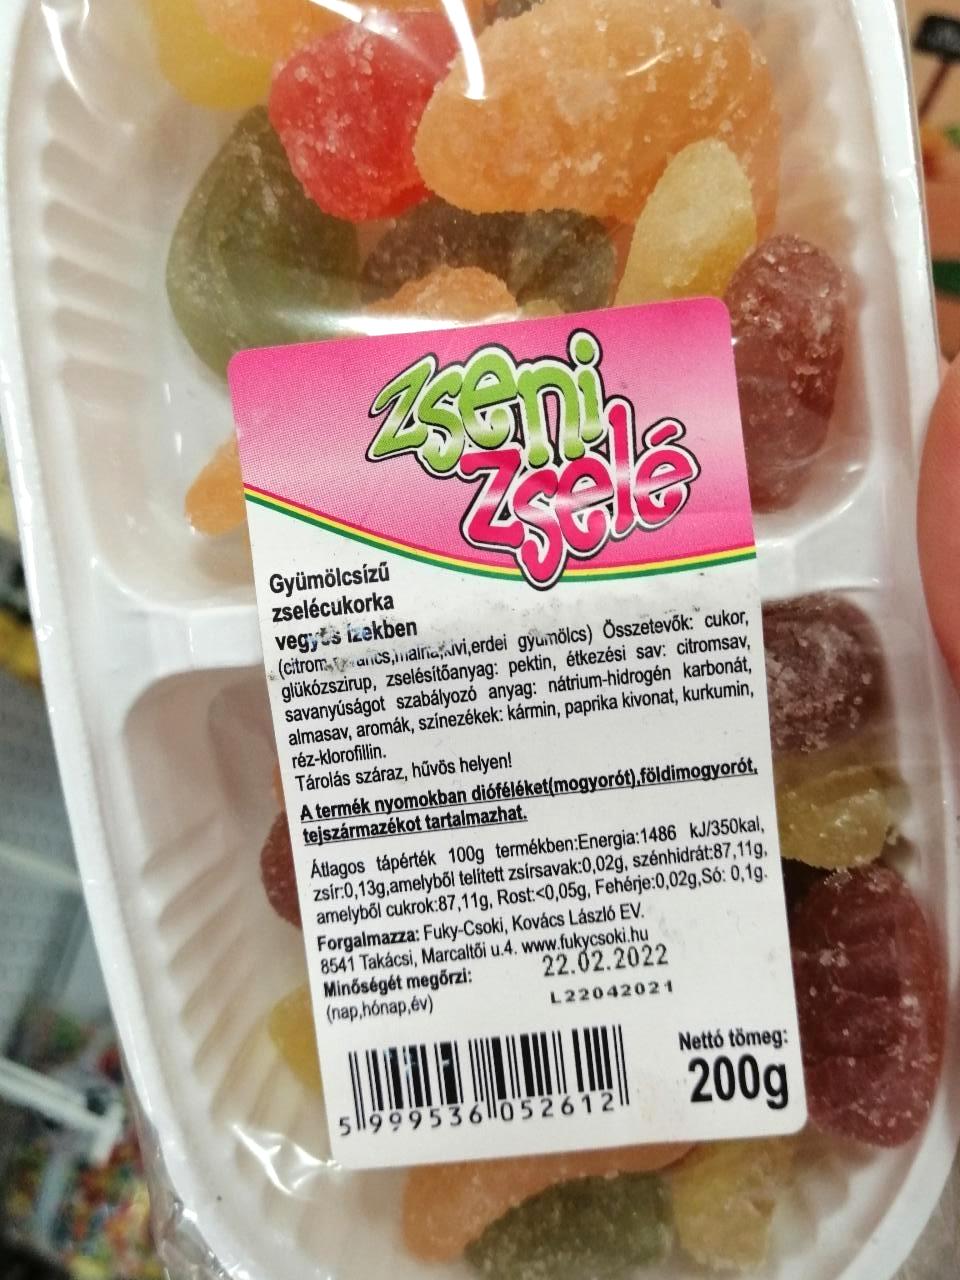 zseni
zselé
Gyümölcsízű
zselécukorka
vegyes ízekben
(citrom, erdei gyümölcs) Összetevők: cukor,
glükózszirup, zselésítőanyag: pektin, étkezési sav: citromsav,
savanyúságot szabályozó anyag: nátrium-hidrogén karbonát,
almasav, aromák, színezékek: kármin, paprika kivonat, kurkumin,
réz-klorofillin.
Tárolás száraz, hűvös helyen!
A termék nyomokban dióféléket(mogyorót),földimogyorót,
tejszármazékot tartalmazhat.
Átlagos tápérték 100g termékben:Energia:1486 kJ/350kal,
zsír:0,13g,amelyből telített zsírsavak:0,02g, szénhidrát:87,11g,
amelyből cukrok:87,11g, Rost:<0,05g, Fehérje:0,02g,Só: 0,1g.
Forgalmazza: Fuky-Csoki, Kovács László EV.
8541 Takácsi, Marcaltői u.4. www.fukycsoki.hu
Minőségét megőrzi: 22.02.2022
(nap,hónap,év) L22042021
Nettó tömeg:
200g
5 999536 052612